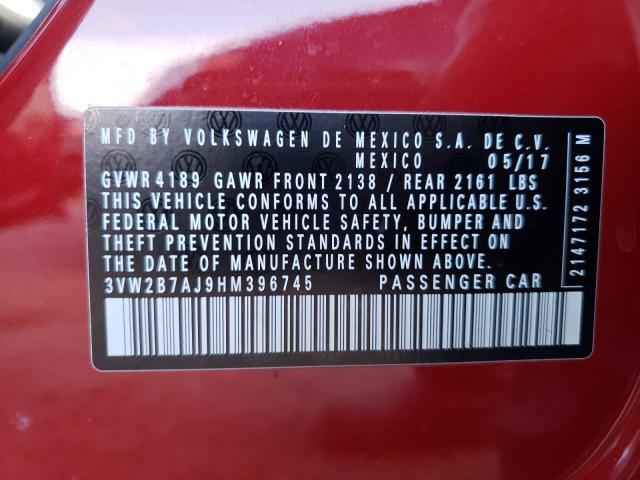 MFD BY VOLKSWAGEN DE MEXICO S.A. DE C.V.
MEXICO 05/17
GVWR 4189 GAWR FRONT 2138 / REAR 2161 LBS
THIS VEHICLE CONFORMS TO ALL APPLICABLE U.S.
FEDERAL MOTOR VEHICLE SAFETY, BUMPER AND
THEFT PREVENTION STANDARDS IN EFFECT ON
THE DATE OF MANUFACTURE SHOWN ABOVE.
3VW2B7AJ9HM396745 PASSENGER CAR
2147172 3156 M